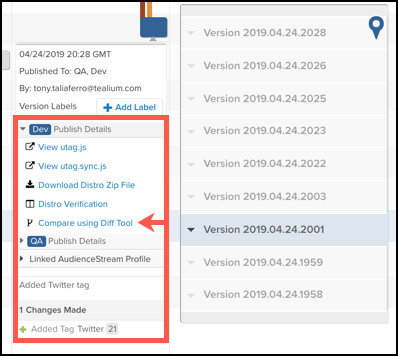 04/24/2019 20:28 GMT
Published To: QA, Dev
By: tony.taliaferro@tealium.com
Version Labels + Add Label
Dev Publish Details
View utag.js
View utag.sync.js
Download Distro Zip File
Distro Verification
Compare using Diff Tool
QA Publish Details
Linked AudienceStream Profile
Added Twitter tag
1 Changes Made
+ Added Tag Twitter 21
Version 2019.04.24.2028
Version 2019.04.24.2026
Version 2019.04.24.2025
Version 2019.04.24.2023
Version 2019.04.24.2022
Version 2019.04.24.2003
Version 2019.04.24.2001
Version 2019.04.24.1959
Version 2019.04.24.1958